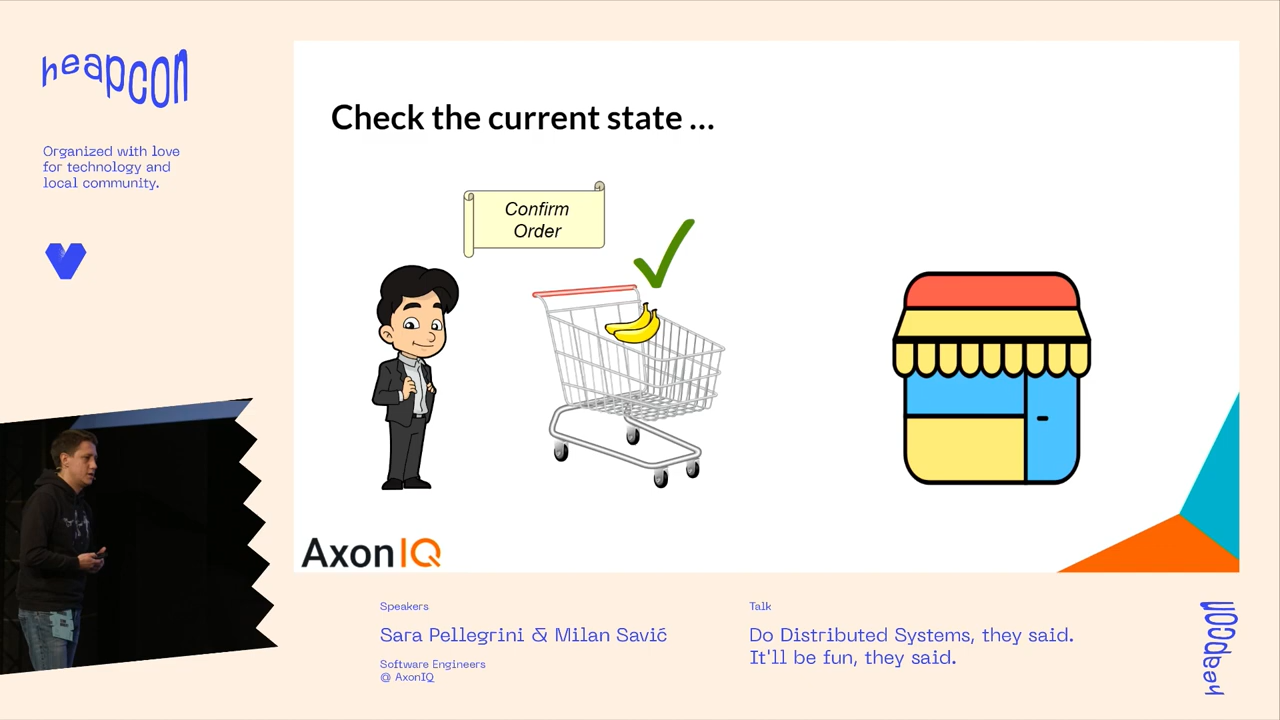 heapcon
Organized with love
for technology and
local community.
Check the current state ...
Confirm
Order
AxonIQ
Speakers
Sara Pellegrini & Milan Savić
Software Engineers
@ AxonIQ
Talk
Do Distributed Systems, they said.
It'll be fun, they said.
heapcon